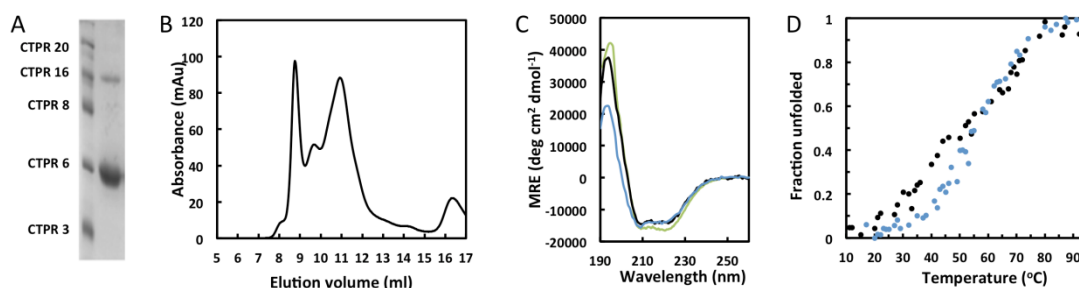 A
CTPR 20
CTPR 16
CTPR 8
CTPR 6
CTPR 3
B
Absorbance (mAu)
120
100
80
60
40
20
0
5 6 7 8 9 10 11 12 13 14 15 16 17
Elution volume (ml)
C
MRE (deg cm² dmol⁻¹)
50000
40000
30000
20000
10000
0
-10000
-20000
190 210 230 250
Wavelength (nm)
D
Fraction unfolded
1
0.8
0.6
0.4
0.2
0
10 20 30 40 50 60 70 80 90
Temperature (°C)